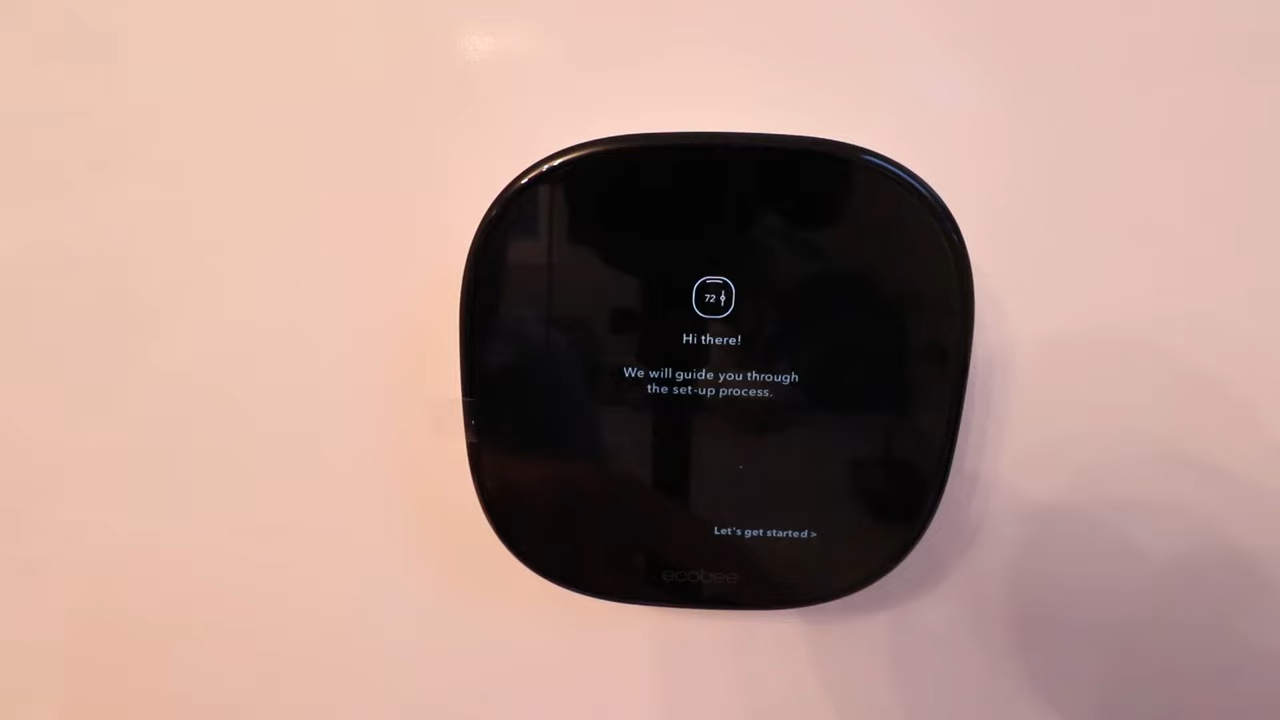 72
Hi there!
We will guide you through
the set-up process.
Let's get started >
ecobee